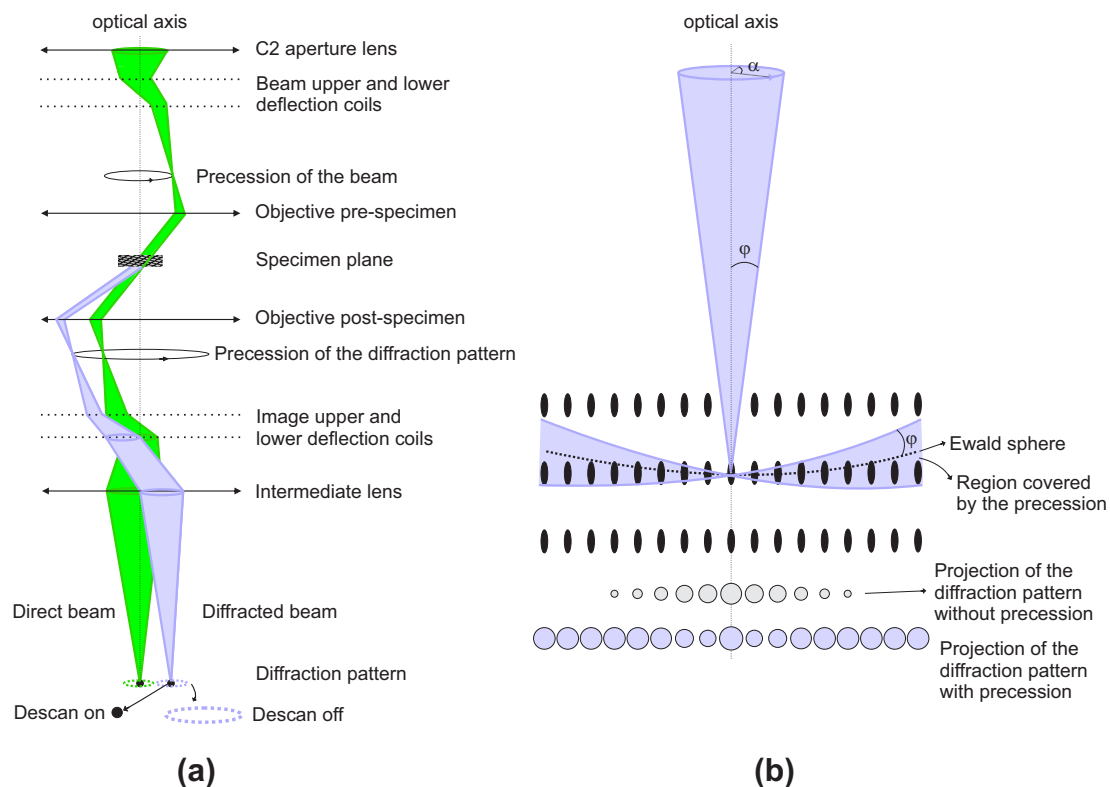 optical axis
C2 aperture lens
Beam upper and lower
deflection coils
Precession of the beam
Objective pre-specimen
Specimen plane
Objective post-specimen
Precession of the diffraction pattern
Image upper and
lower deflection coils
Intermediate lens
Direct beam
Diffracted beam
Diffraction pattern
Descan on
Descan off
(a)
optical axis
α
φ
φ
Ewald sphere
Region covered
by the precession
Projection of the
diffraction pattern
without precession
Projection of the
diffraction pattern
with precession
(b)